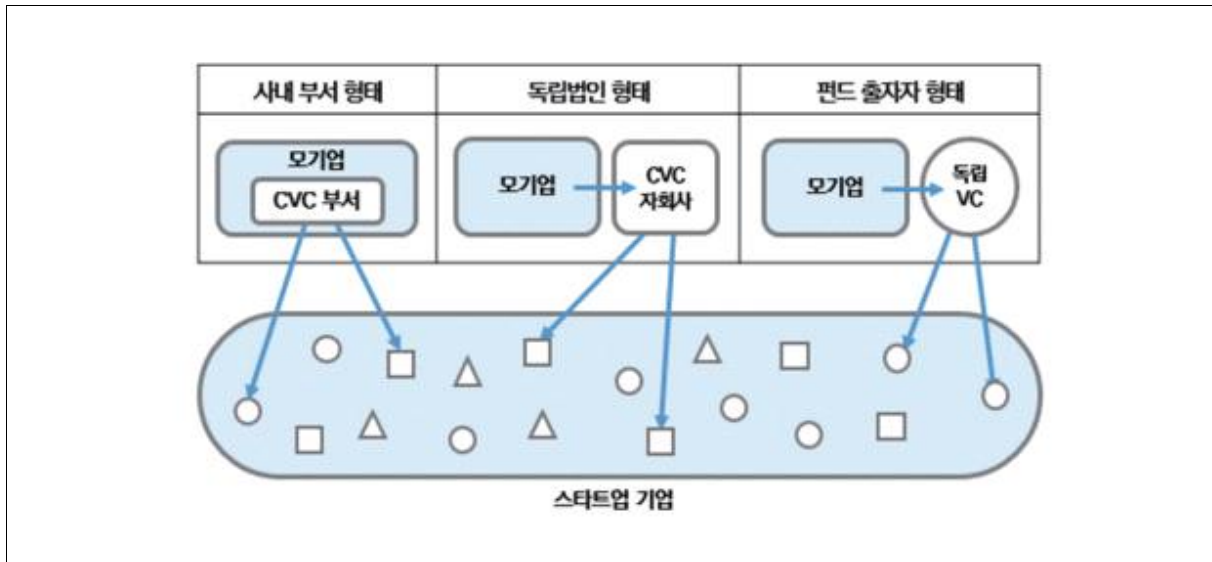 사내 부서 형태
독립법인 형태
펀드 출자자 형태
모기업
CVC 부서
모기업
CVC
자회사
모기업
독립
VC
스타트업 기업